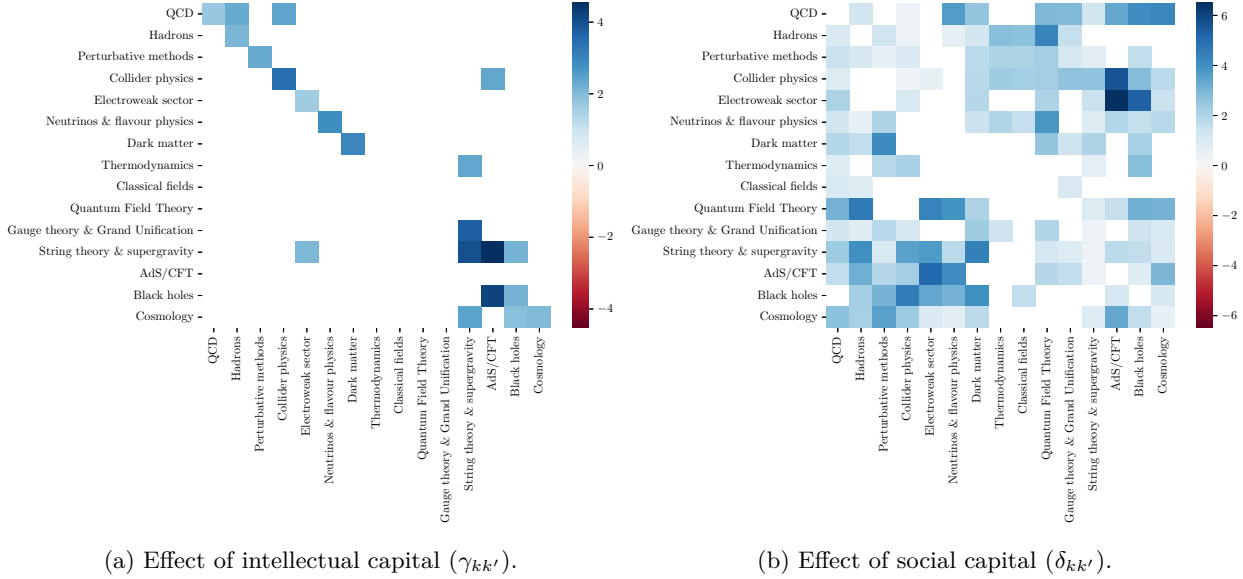 QCD
Hadrons
Perturbative methods
Collider physics
Electroweak sector
Neutrinos & flavour physics
Dark matter
Thermodynamics
Classical fields
Quantum Field Theory
Gauge theory & Grand Unification
String theory & supergravity
AdS/CFT
Black holes
Cosmology
QCD
Hadrons
Perturbative methods
Collider physics
Electroweak sector
Neutrinos & flavour physics
Dark matter
Thermodynamics
Classical fields
Quantum Field Theory
Gauge theory & Grand Unification
String theory & supergravity
AdS/CFT
Black holes
Cosmology
4
2
0
−2
−4
(a) Effect of intellectual capital (γkk′).
QCD
Hadrons
Perturbative methods
Collider physics
Electroweak sector
Neutrinos & flavour physics
Dark matter
Thermodynamics
Classical fields
Quantum Field Theory
Gauge theory & Grand Unification
String theory & supergravity
AdS/CFT
Black holes
Cosmology
QCD
Hadrons
Perturbative methods
Collider physics
Electroweak sector
Neutrinos & flavour physics
Dark matter
Thermodynamics
Classical fields
Quantum Field Theory
Gauge theory & Grand Unification
String theory & supergravity
AdS/CFT
Black holes
Cosmology
6
4
2
0
−2
−4
−6
(b) Effect of social capital (δkk′).